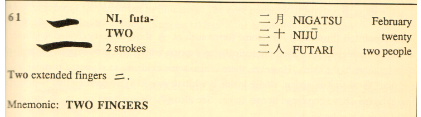 61 二 NI, futa- 二月 NIGATSU February
TWO 二十 NIJŪ twenty
2 strokes 二人 FUTARI two people
Two extended fingers 二.
Mnemonic: TWO FINGERS